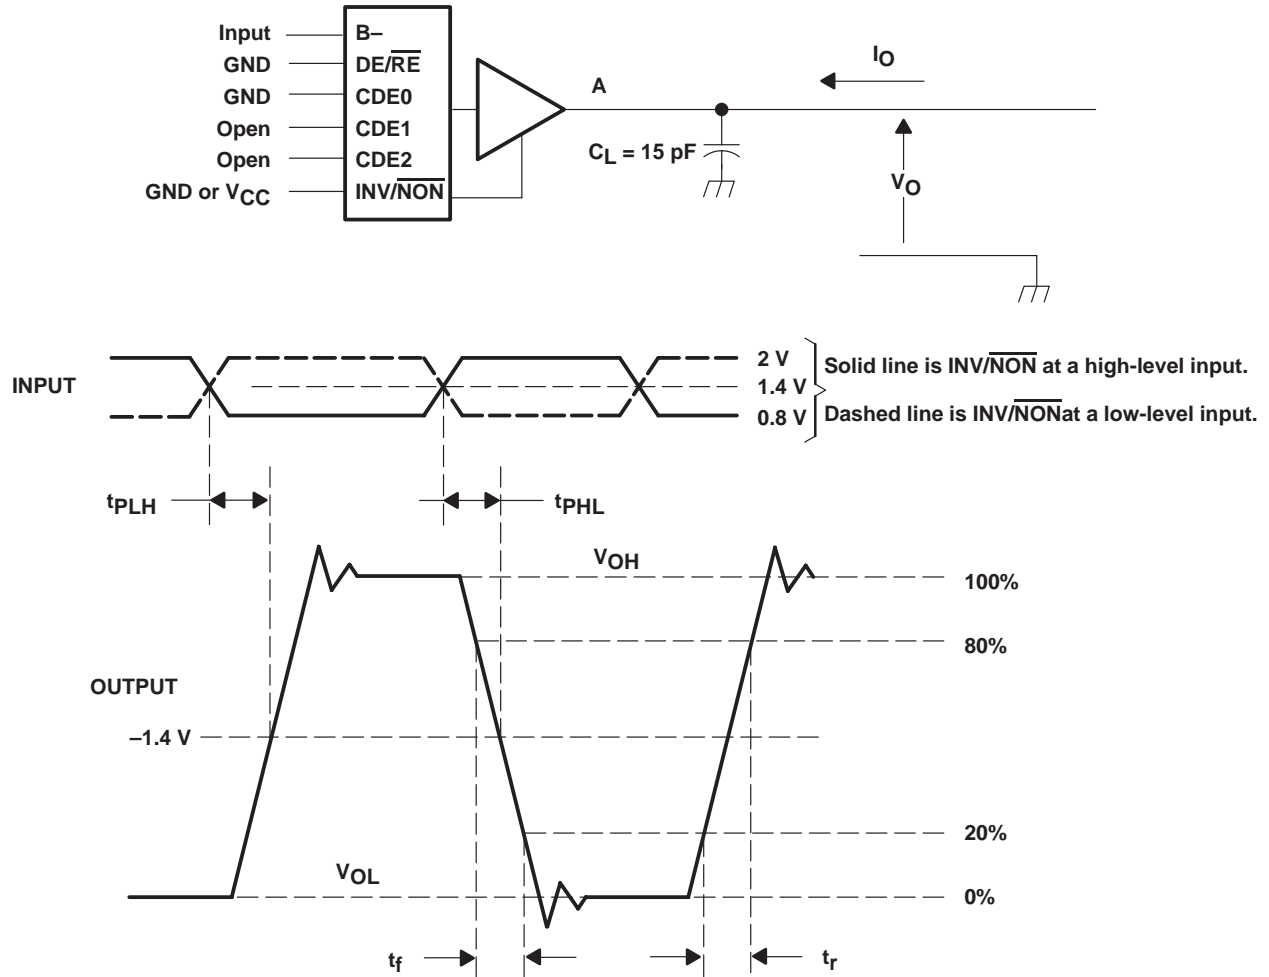 Input B–
GND DE/RE
GND CDE0
Open CDE1
Open CDE2
GND or VCC INV/NON
A
IO
CL = 15 pF
VO
INPUT
2 V
1.4 V
0.8 V
Solid line is INV/NON at a high-level input.
Dashed line is INV/NONat a low-level input.
tPLH
tPHL
VOH
100%
80%
OUTPUT
–1.4 V
20%
VOL
0%
tf
tr